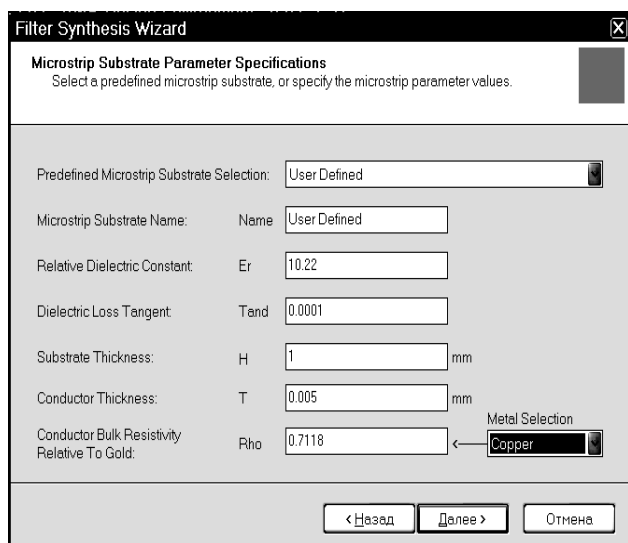 Filter Synthesis Wizard
Microstrip Substrate Parameter Specifications
Select a predefined microstrip substrate, or specify the microstrip parameter values.
Predefined Microstrip Substrate Selection: User Defined
Microstrip Substrate Name: Name User Defined
Relative Dielectric Constant: Er 10.22
Dielectric Loss Tangent: Tand 0.0001
Substrate Thickness: H 1 mm
Conductor Thickness: T 0.005 mm
Metal Selection
Conductor Bulk Resistivity
Relative To Gold: Rho 0.7118 Copper
< Назад Далее > Отмена